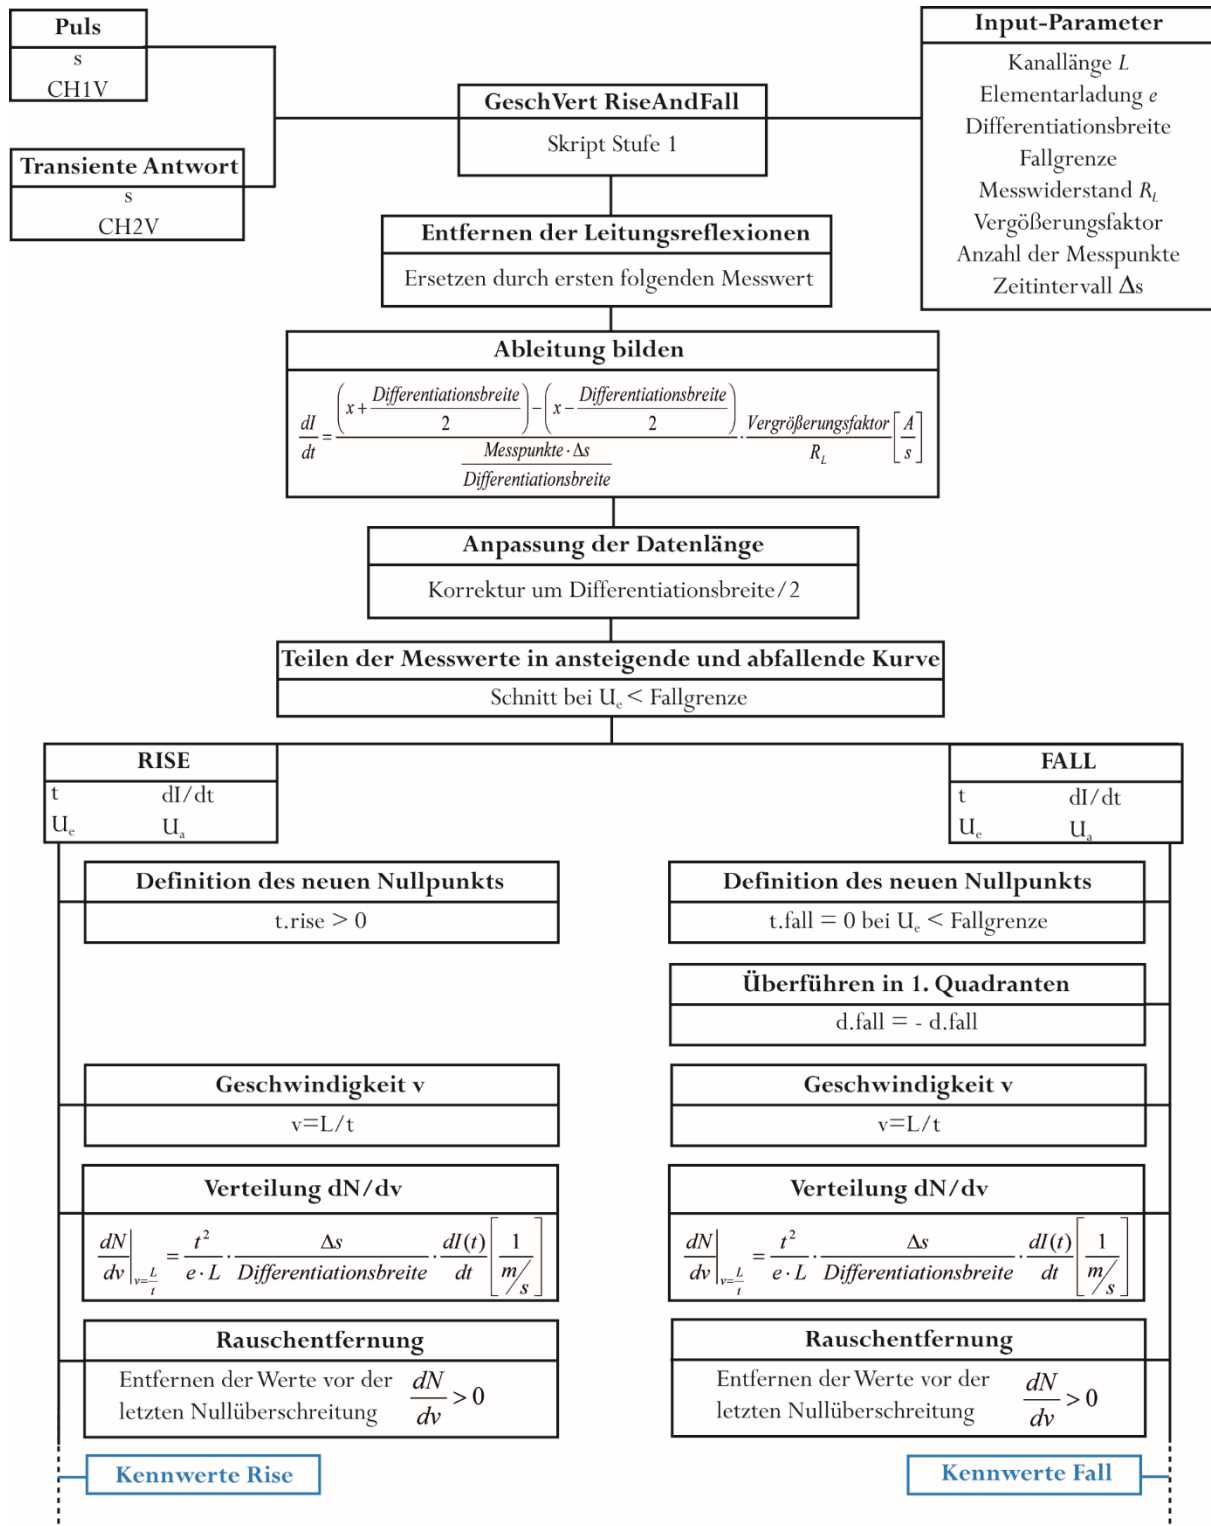 Puls
s
CH1V
Transiente Antwort
s
CH2V
GeschVert RiseAndFall
Skript Stufe 1
Input-Parameter
Kanallänge L
Elementarladung e
Differentiationsbreite
Fallgrenze
Messwiderstand R_L
Vergößerungsfaktor
Anzahl der Messpunkte
Zeitintervall Δs
Entfernen der Leitungsreflexionen
Ersetzen durch ersten folgenden Messwert
Ableitung bilden
dI/dt = ((x + Differentiationsbreite/2) − (x − Differentiationsbreite/2)) / (Messpunkte · Δs / Differentiationsbreite) · Vergrößerungsfaktor/R_L [A/s]
Anpassung der Datenlänge
Korrektur um Differentiationsbreite/2
Teilen der Messwerte in ansteigende und abfallende Kurve
Schnitt bei U_e < Fallgrenze
RISE
t dI/dt
U_e U_a
Definition des neuen Nullpunkts
t.rise > 0
Geschwindigkeit v
v=L/t
Verteilung dN/dv
dN/dv |_(v=L/t) = t²/(e · L) · Δs/Differentiationsbreite · dI(t)/dt [1/(m/s)]
Rauschentfernung
Entfernen der Werte vor der
letzten Nullüberschreitung dN/dv > 0
Kennwerte Rise
FALL
t dI/dt
U_e U_a
Definition des neuen Nullpunkts
t.fall = 0 bei U_e < Fallgrenze
Überführen in 1. Quadranten
d.fall = - d.fall
Geschwindigkeit v
v=L/t
Verteilung dN/dv
dN/dv |_(v=L/t) = t²/(e · L) · Δs/Differentiationsbreite · dI(t)/dt [1/(m/s)]
Rauschentfernung
Entfernen der Werte vor der
letzten Nullüberschreitung dN/dv > 0
Kennwerte Fall